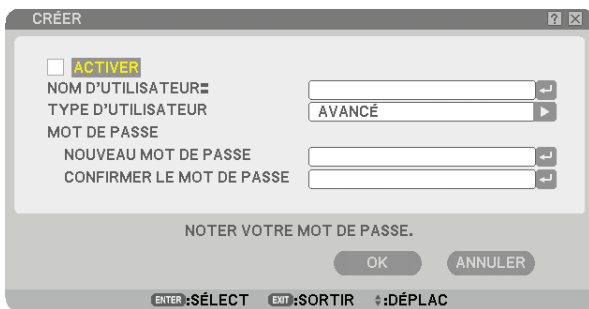 CRÉER
ACTIVER
NOM D'UTILISATEUR=
TYPE D'UTILISATEUR AVANCÉ
MOT DE PASSE
NOUVEAU MOT DE PASSE
CONFIRMER LE MOT DE PASSE
NOTER VOTRE MOT DE PASSE.
OK ANNULER
ENTER:SÉLECT EXIT:SORTIR :DÉPLAC